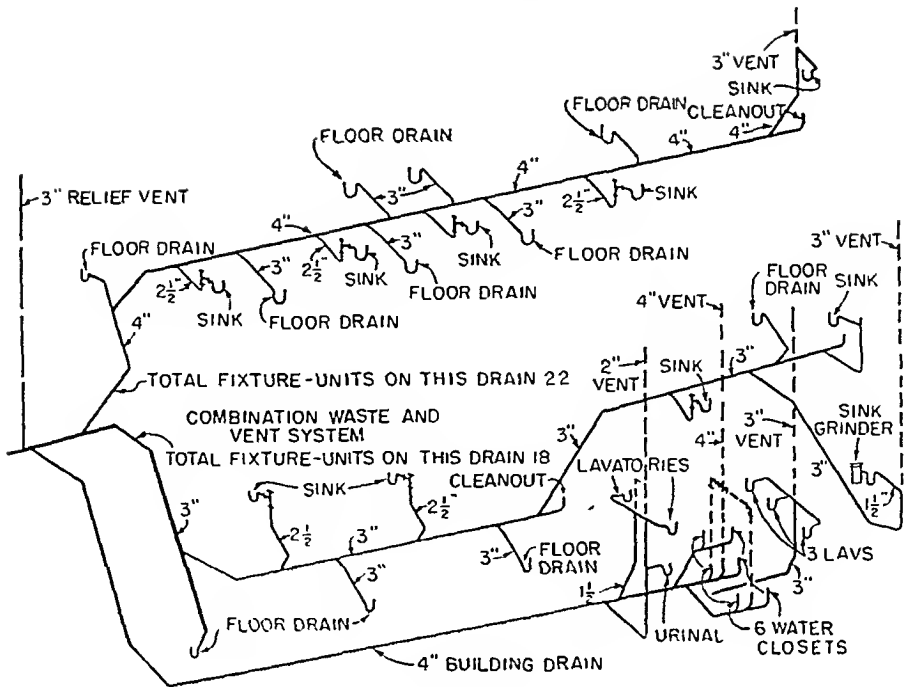 3" VENT
SINK
CLEANOUT
4"
FLOOR DRAIN
4"
FLOOR ORAIN
4"
3"
4"
2½"
SINK
3" RELIEF VENT
3"
SINK
FLOOR DRAIN
4"
3"
2½"
SINK
FLOOR DRAIN
FLOOR DRAIN
3"
2½"
SINK
FLOOR DRAIN
4"
3" VENT
FLOOR
DRAIN
SINK
4" VENT
2"
VENT
SINK
3"
TOTAL FIXTURE-UNITS ON THIS DRAIN 22
COMBINATION WASTE AND
VENT SYSTEM
TOTAL FIXTURE-UNITS ON THIS DRAIN 18
3"
4"
3"
VENT
SINK
GRINDER
SINK
CLEANOUT
LAVATORIES
3"
1½"
3"
2½
3"
2½"
3"
FLOOR
DRAIN
3 LAVS
3"
3"
1½
FLOOR DRAIN
URINAL
6 WATER
CLOSETS
4" BUILDING DRAIN